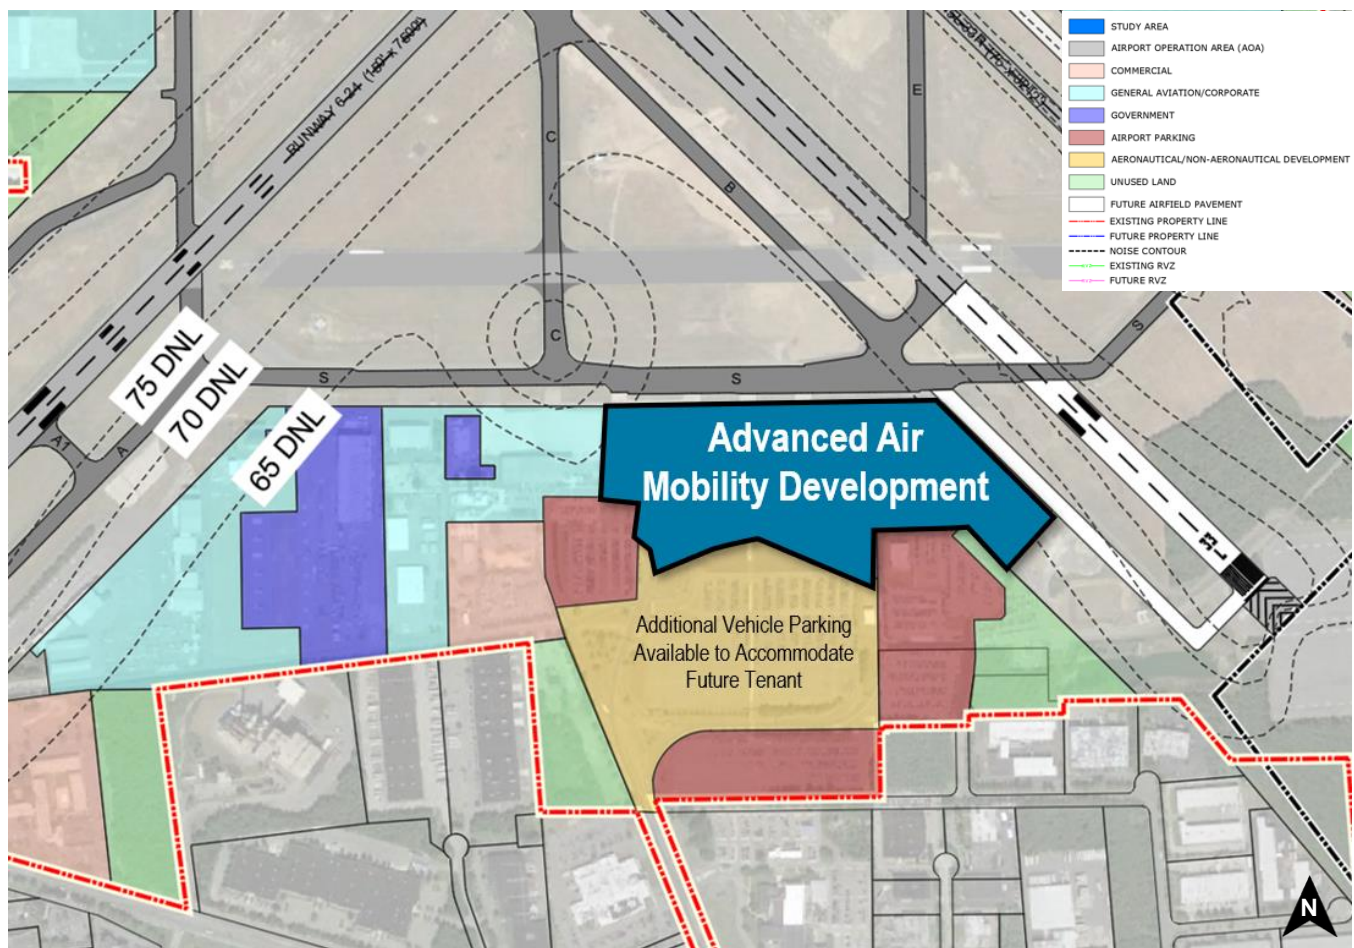 STUDY AREA
AIRPORT OPERATION AREA (AOA)
COMMERCIAL
GENERAL AVIATION/CORPORATE
GOVERNMENT
AIRPORT PARKING
AERONAUTICAL/NON-AERONAUTICAL DEVELOPMENT
UNUSED LAND
FUTURE AIRFIELD PAVEMENT
EXISTING PROPERTY LINE
FUTURE PROPERTY LINE
NOISE CONTOUR
EXISTING RVZ
FUTURE RVZ
RUNWAY 6-24 (150' x 7600')
C
B
E
C
S
S
S
75 DNL
70 DNL
65 DNL
A1
A
Advanced Air
Mobility Development
Additional Vehicle Parking
Available to Accommodate
Future Tenant
N